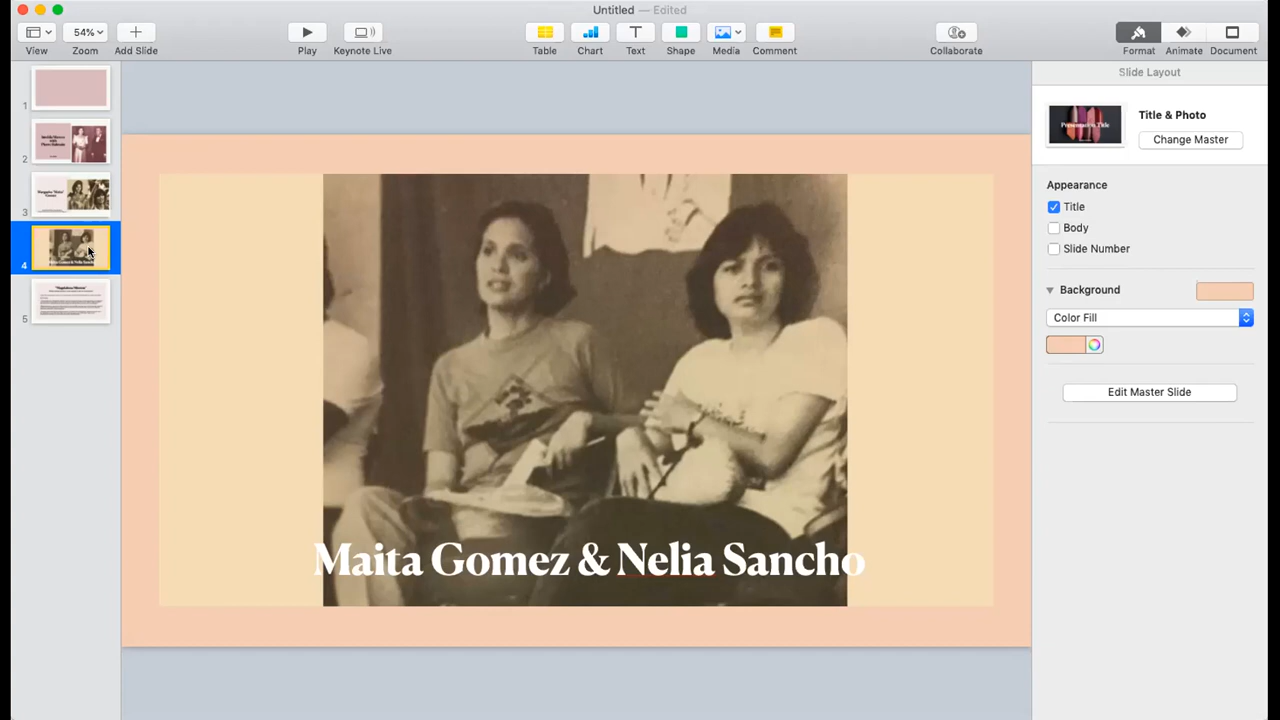 Untitled — Edited
View
54%
Zoom
Add Slide
Play
Keynote Live
Table
Chart
Text
Shape
Media
Comment
Collaborate
Format
Animate
Document
1
2
3
4
5
Maita Gomez & Nelia Sancho
Slide Layout
Title & Photo
Change Master
Appearance
Title
Body
Slide Number
Background
Color Fill
Edit Master Slide